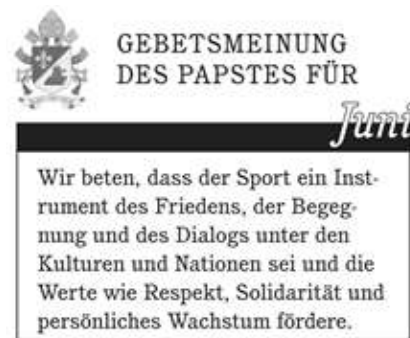 GEBETSMEINUNG
DES PAPSTES FÜR
Juni
Wir beten, dass der Sport ein Inst-
rument des Friedens, der Begeg-
nung und des Dialogs unter den
Kulturen und Nationen sei und die
Werte wie Respekt, Solidarität und
persönliches Wachstum fördere.